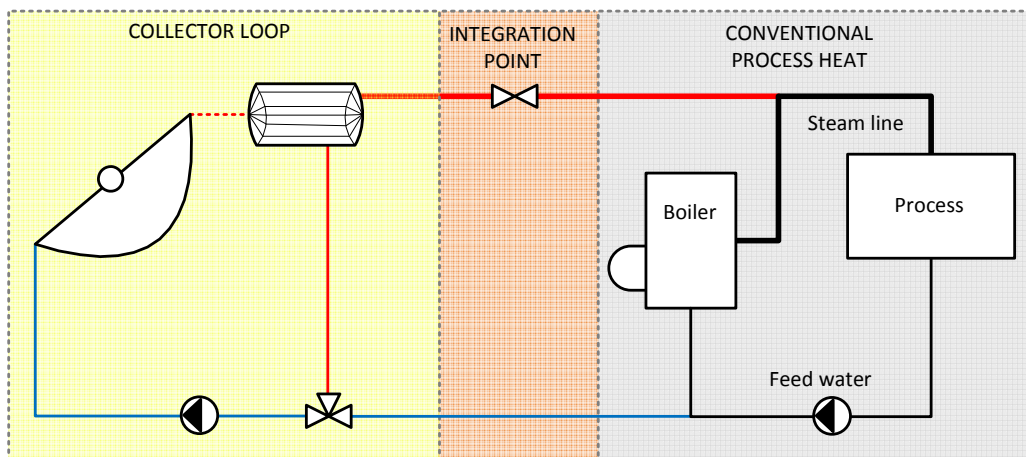 COLLECTOR LOOP
INTEGRATION
POINT
CONVENTIONAL
PROCESS HEAT
Steam line
Boiler
Process
Feed water